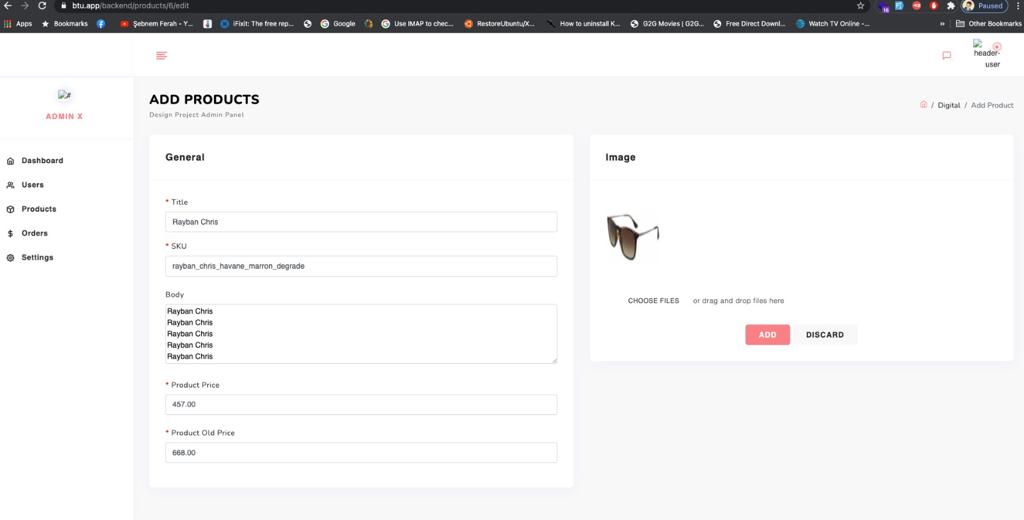 btu.app/backend/products/6/edit
Paused
Apps
Bookmarks
Şebnem Ferah - Y...
iFixit: The free rep...
Google
Use IMAP to chec...
RestoreUbuntu/X...
How to uninstall K...
G2G Movies | G2G...
Free Direct Downl...
Watch TV Online -...
»
Other Bookmarks
16
header-
user
#
ADMIN X
Dashboard
Users
Products
Orders
Settings
ADD PRODUCTS
Design Project Admin Panel
/ Digital / Add Product
General
* Title
Rayban Chris
* SKU
rayban_chris_havane_marron_degrade
Body
Rayban Chris
Rayban Chris
Rayban Chris
Rayban Chris
Rayban Chris
* Product Price
457.00
* Product Old Price
668.00
Image
CHOOSE FILES or drag and drop files here
ADD
DISCARD